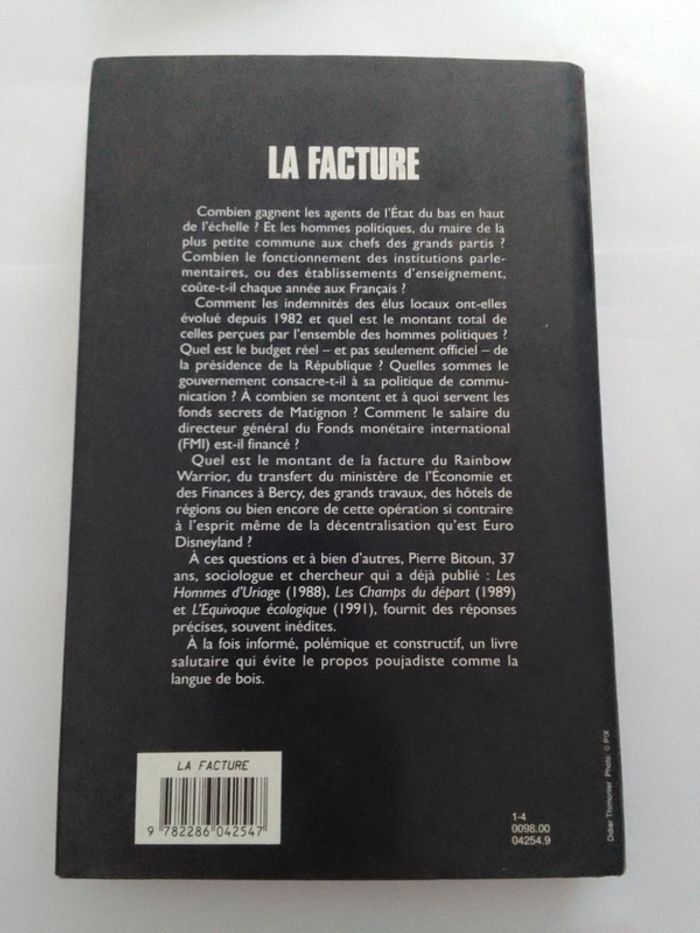 LA FACTURE
Combien gagnent les agents de l'État du bas en haut
de l'échelle ? Et les hommes politiques, du maire de la
plus petite commune aux chefs des grands partis ?
Combien le fonctionnement des institutions parle-
mentaires, ou des établissements d'enseignement,
coûte-t-il chaque année aux Français ?
Comment les indemnités des élus locaux ont-elles
évolué depuis 1982 et quel est le montant total de
celles perçues par l'ensemble des hommes politiques ?
Quel est le budget réel – et pas seulement officiel – de
la présidence de la République ? Quelles sommes le
gouvernement consacre-t-il à sa politique de commu-
nication ? À combien se montent et à quoi servent les
fonds secrets de Matignon ? Comment le salaire du
directeur général du Fonds monétaire international
(FMI) est-il financé ?
Quel est le montant de la facture du Rainbow
Warrior, du transfert du ministère de l'Économie et
des Finances à Bercy, des grands travaux, des hôtels de
régions ou bien encore de cette opération si contraire
à l'esprit même de la décentralisation qu'est Euro
Disneyland ?
À ces questions et à bien d'autres, Pierre Bitoun, 37
ans, sociologue et chercheur qui a déjà publié : Les
Hommes d'Uriage (1988), Les Champs du départ (1989)
et L'Equivoque écologique (1991), fournit des réponses
précises, souvent inédites.
À la fois informé, polémique et constructif, un livre
salutaire qui évite le propos poujadiste comme la
langue de bois.
LA FACTURE
9 782286 042547
1-4
0098.00
04254.9
Didier Thimonier Photo: © PIX